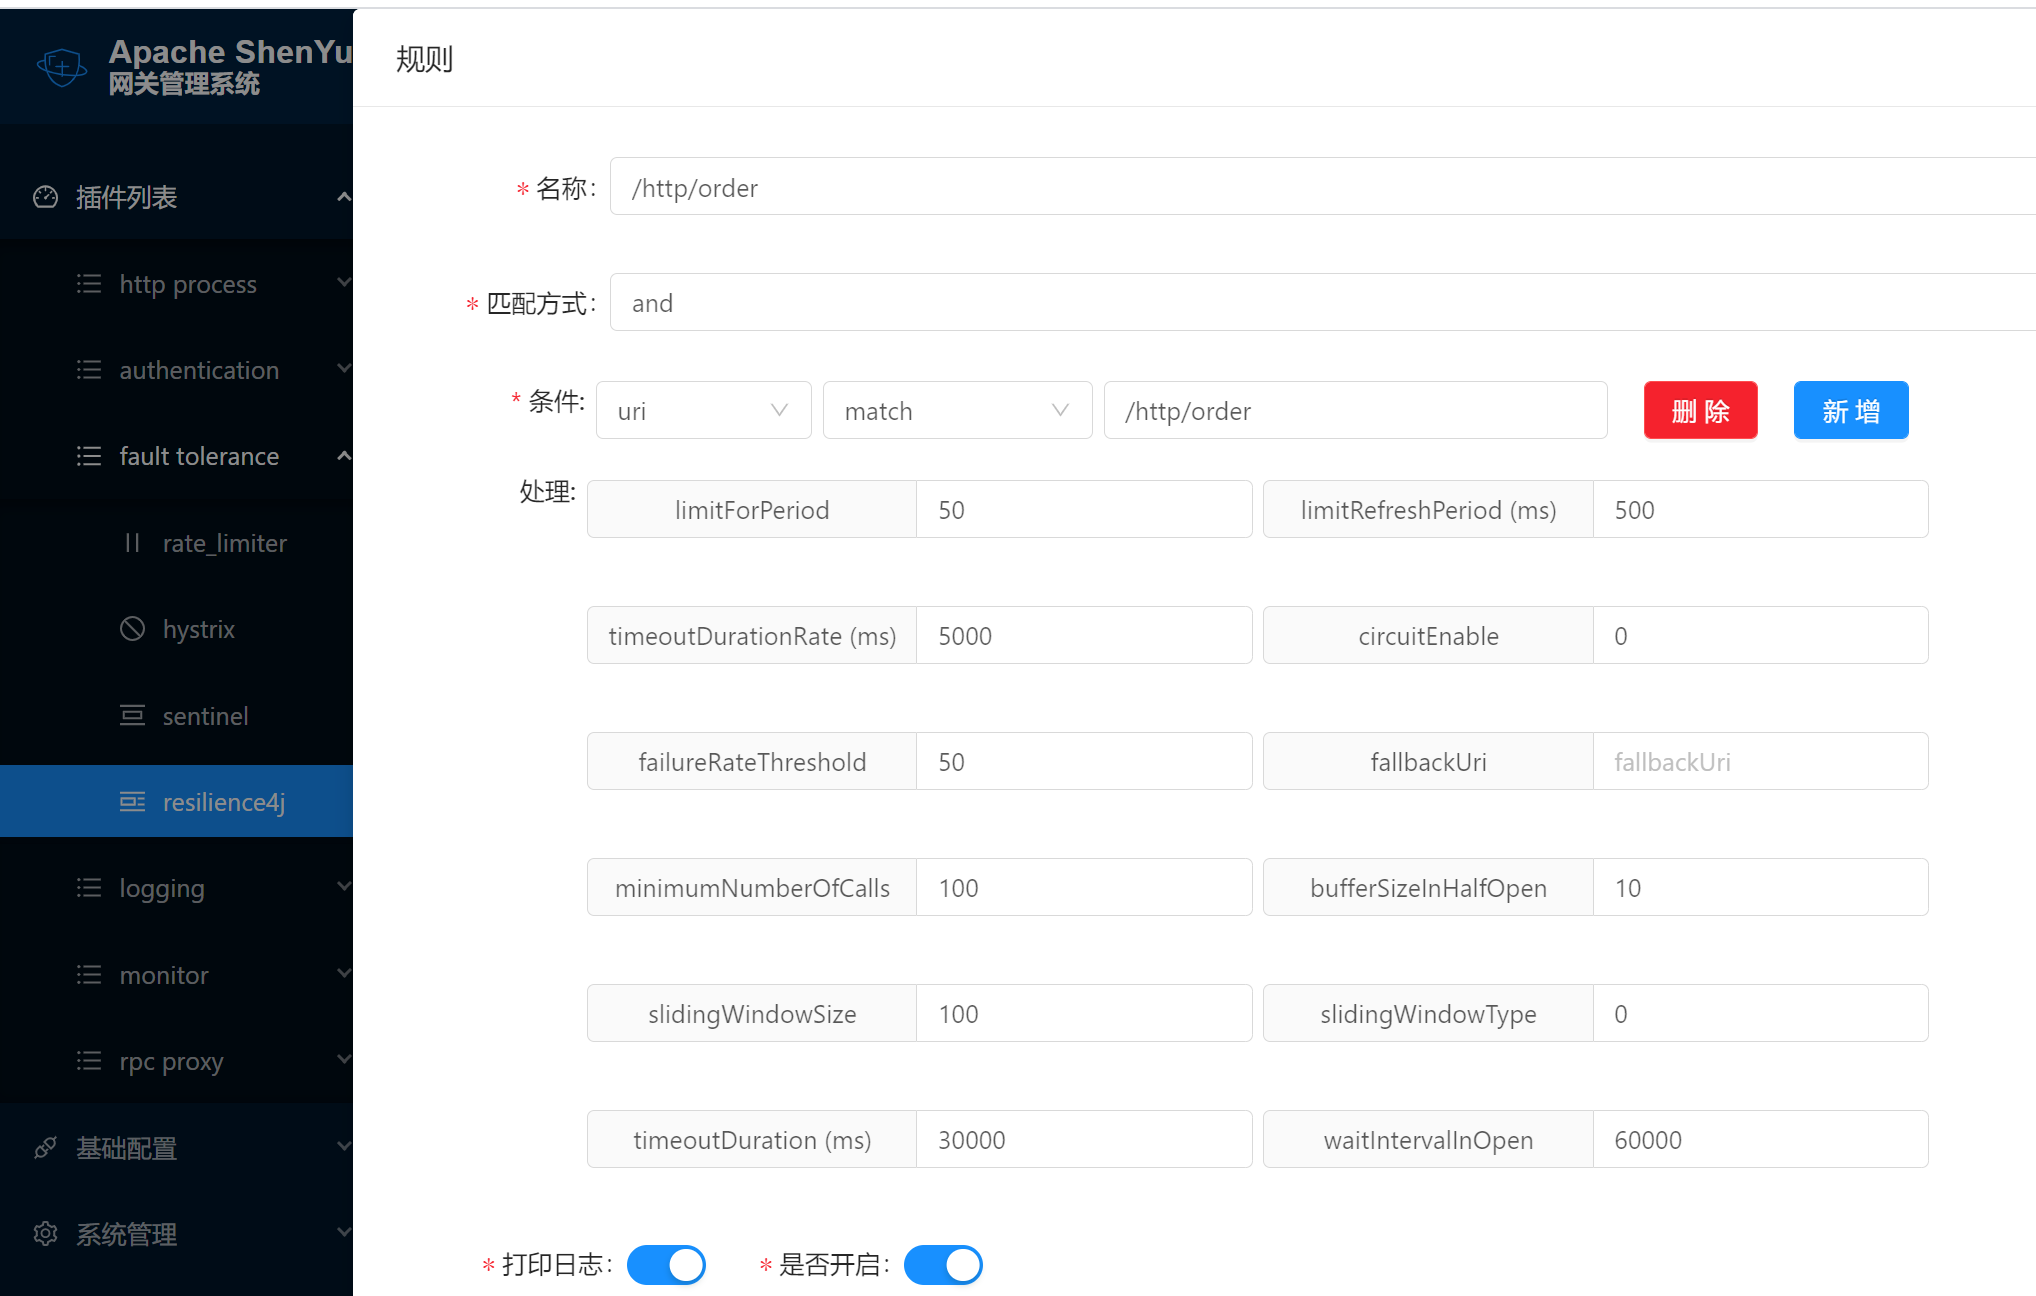 Apache ShenYu
网关管理系统
插件列表
http process
authentication
fault tolerance
rate_limiter
hystrix
sentinel
resilience4j
logging
monitor
rpc proxy
基础配置
系统管理
规则
* 名称: /http/order
* 匹配方式: and
* 条件: uri match /http/order 删 除 新 增
处理: limitForPeriod 50 limitRefreshPeriod (ms) 500
timeoutDurationRate (ms) 5000 circuitEnable 0
failureRateThreshold 50 fallbackUri fallbackUri
minimumNumberOfCalls 100 bufferSizeInHalfOpen 10
slidingWindowSize 100 slidingWindowType 0
timeoutDuration (ms) 30000 waitIntervalInOpen 60000
* 打印日志: * 是否开启: